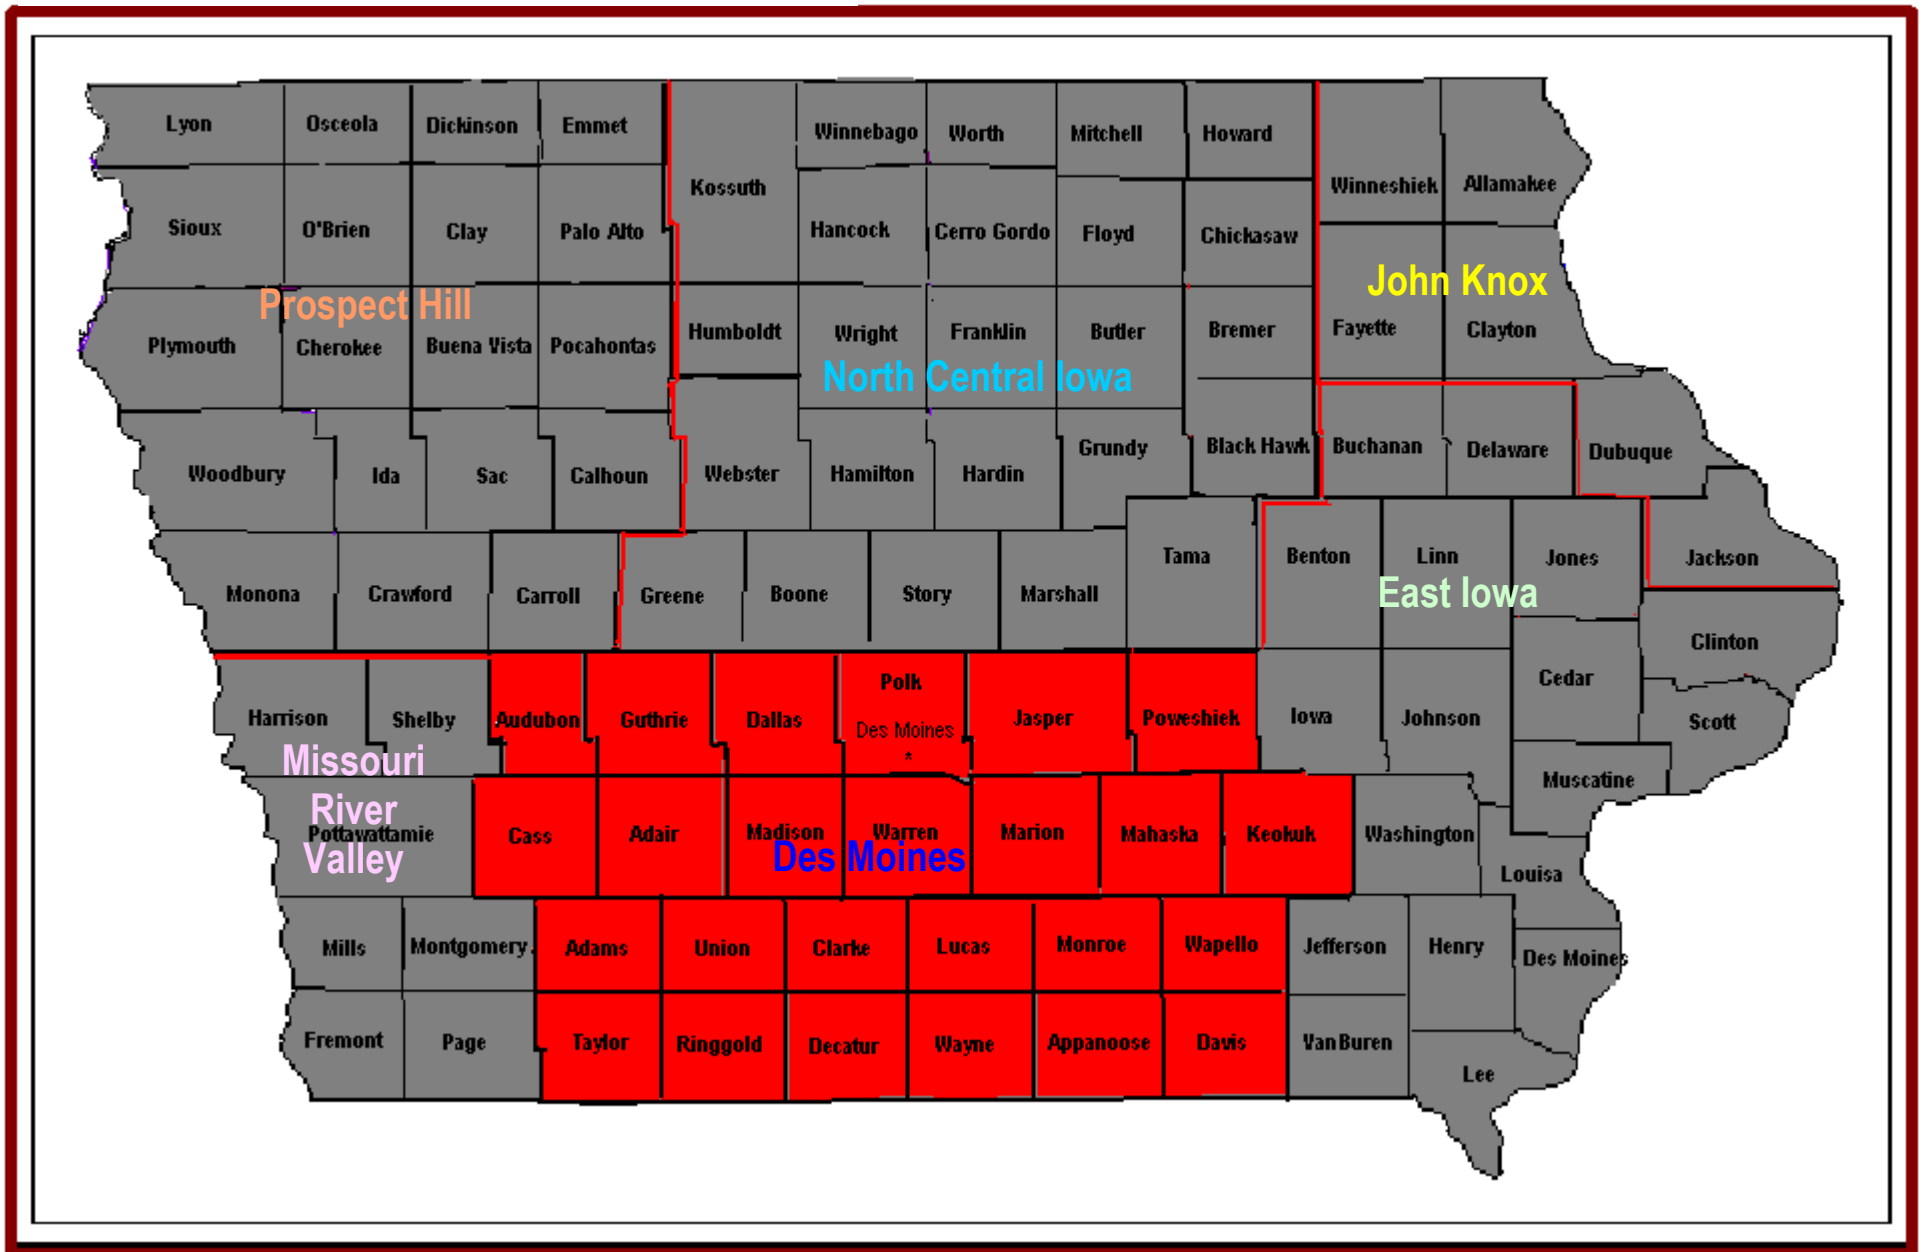 Lyon
Osceola
Dickinson
Emmet
Kossuth
Winnebago
Worth
Mitchell
Howard
Winneshiek
Allamakee
Sioux
O'Brien
Clay
Palo Alto
Hancock
Cerro Gordo
Floyd
Chickasaw
John Knox
Prospect Hill
Plymouth
Cherokee
Buena Vista
Pocahontas
Humboldt
Wright
Franklin
Butler
Bremer
Fayette
Clayton
North Central Iowa
Woodbury
Ida
Sac
Calhoun
Webster
Hamilton
Hardin
Grundy
Black Hawk
Buchanan
Delaware
Dubuque
Monona
Crawford
Carroll
Greene
Boone
Story
Marshall
Tama
Benton
Linn
Jones
Jackson
East Iowa
Clinton
Cedar
Harrison
Shelby
Audubon
Guthrie
Dallas
Polk
Des Moines
*
Jasper
Poweshiek
Iowa
Johnson
Scott
Muscatine
Missouri
River
Valley
Pottawattamie
Cass
Adair
Madison
Warren
Des Moines
Marion
Mahaska
Keokuk
Washington
Louisa
Mills
Montgomery
Adams
Union
Clarke
Lucas
Monroe
Wapello
Jefferson
Henry
Des Moines
Fremont
Page
Taylor
Ringgold
Decatur
Wayne
Appanoose
Davis
Van Buren
Lee